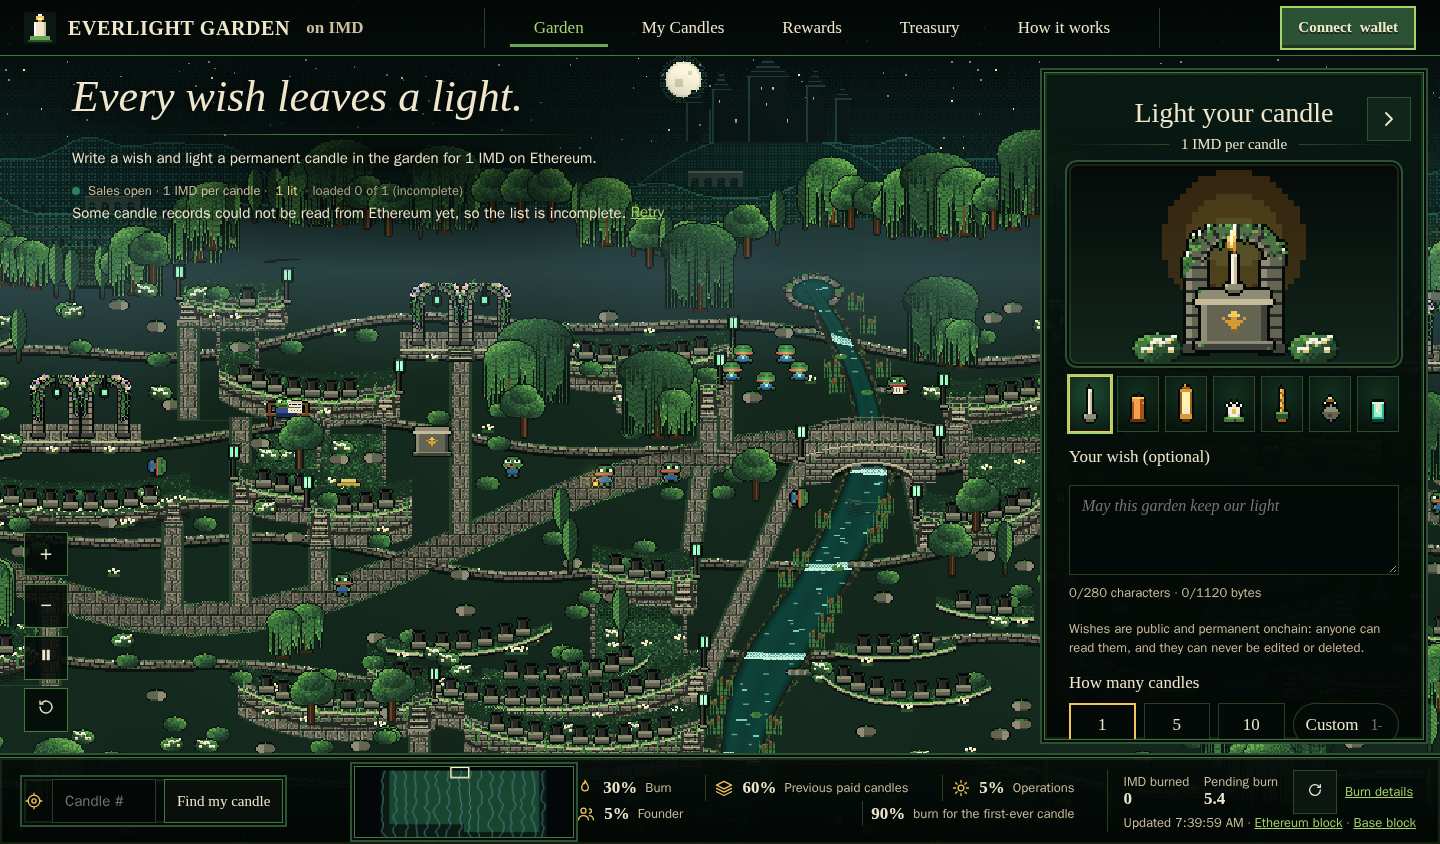 EVERLIGHT GARDEN on IMD
Garden
My Candles
Rewards
Treasury
How it works
Connect wallet
Every wish leaves a light.
Write a wish and light a permanent candle in the garden for 1 IMD on Ethereum.
Sales open · 1 IMD per candle · 1 lit · loaded 0 of 1 (incomplete)
Some candle records could not be read from Ethereum yet, so the list is incomplete. Retry
Light your candle
1 IMD per candle
Your wish (optional)
May this garden keep our light
0/280 characters · 0/1120 bytes
Wishes are public and permanent onchain: anyone can
read them, and they can never be edited or deleted.
How many candles
1
5
10
Custom 1-
Candle #
Find my candle
30% Burn
60% Previous paid candles
5% Operations
5% Founder
90% burn for the first-ever candle
IMD burned
0
Pending burn
5.4
Burn details
Updated 7:39:59 AM · Ethereum block · Base block